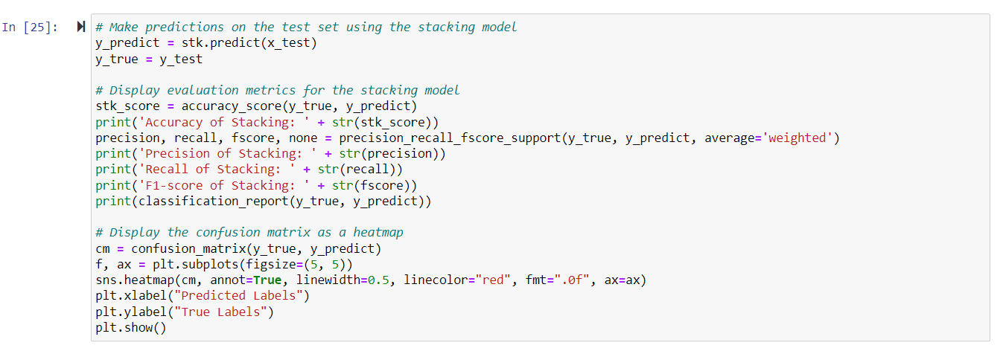 In [25]:
# Make predictions on the test set using the stacking model
y_predict = stk.predict(x_test)
y_true = y_test

# Display evaluation metrics for the stacking model
stk_score = accuracy_score(y_true, y_predict)
print('Accuracy of Stacking: ' + str(stk_score))
precision, recall, fscore, none = precision_recall_fscore_support(y_true, y_predict, average='weighted')
print('Precision of Stacking: ' + str(precision))
print('Recall of Stacking: ' + str(recall))
print('F1-score of Stacking: ' + str(fscore))
print(classification_report(y_true, y_predict))

# Display the confusion matrix as a heatmap
cm = confusion_matrix(y_true, y_predict)
f, ax = plt.subplots(figsize=(5, 5))
sns.heatmap(cm, annot=True, linewidth=0.5, linecolor="red", fmt=".0f", ax=ax)
plt.xlabel("Predicted Labels")
plt.ylabel("True Labels")
plt.show()